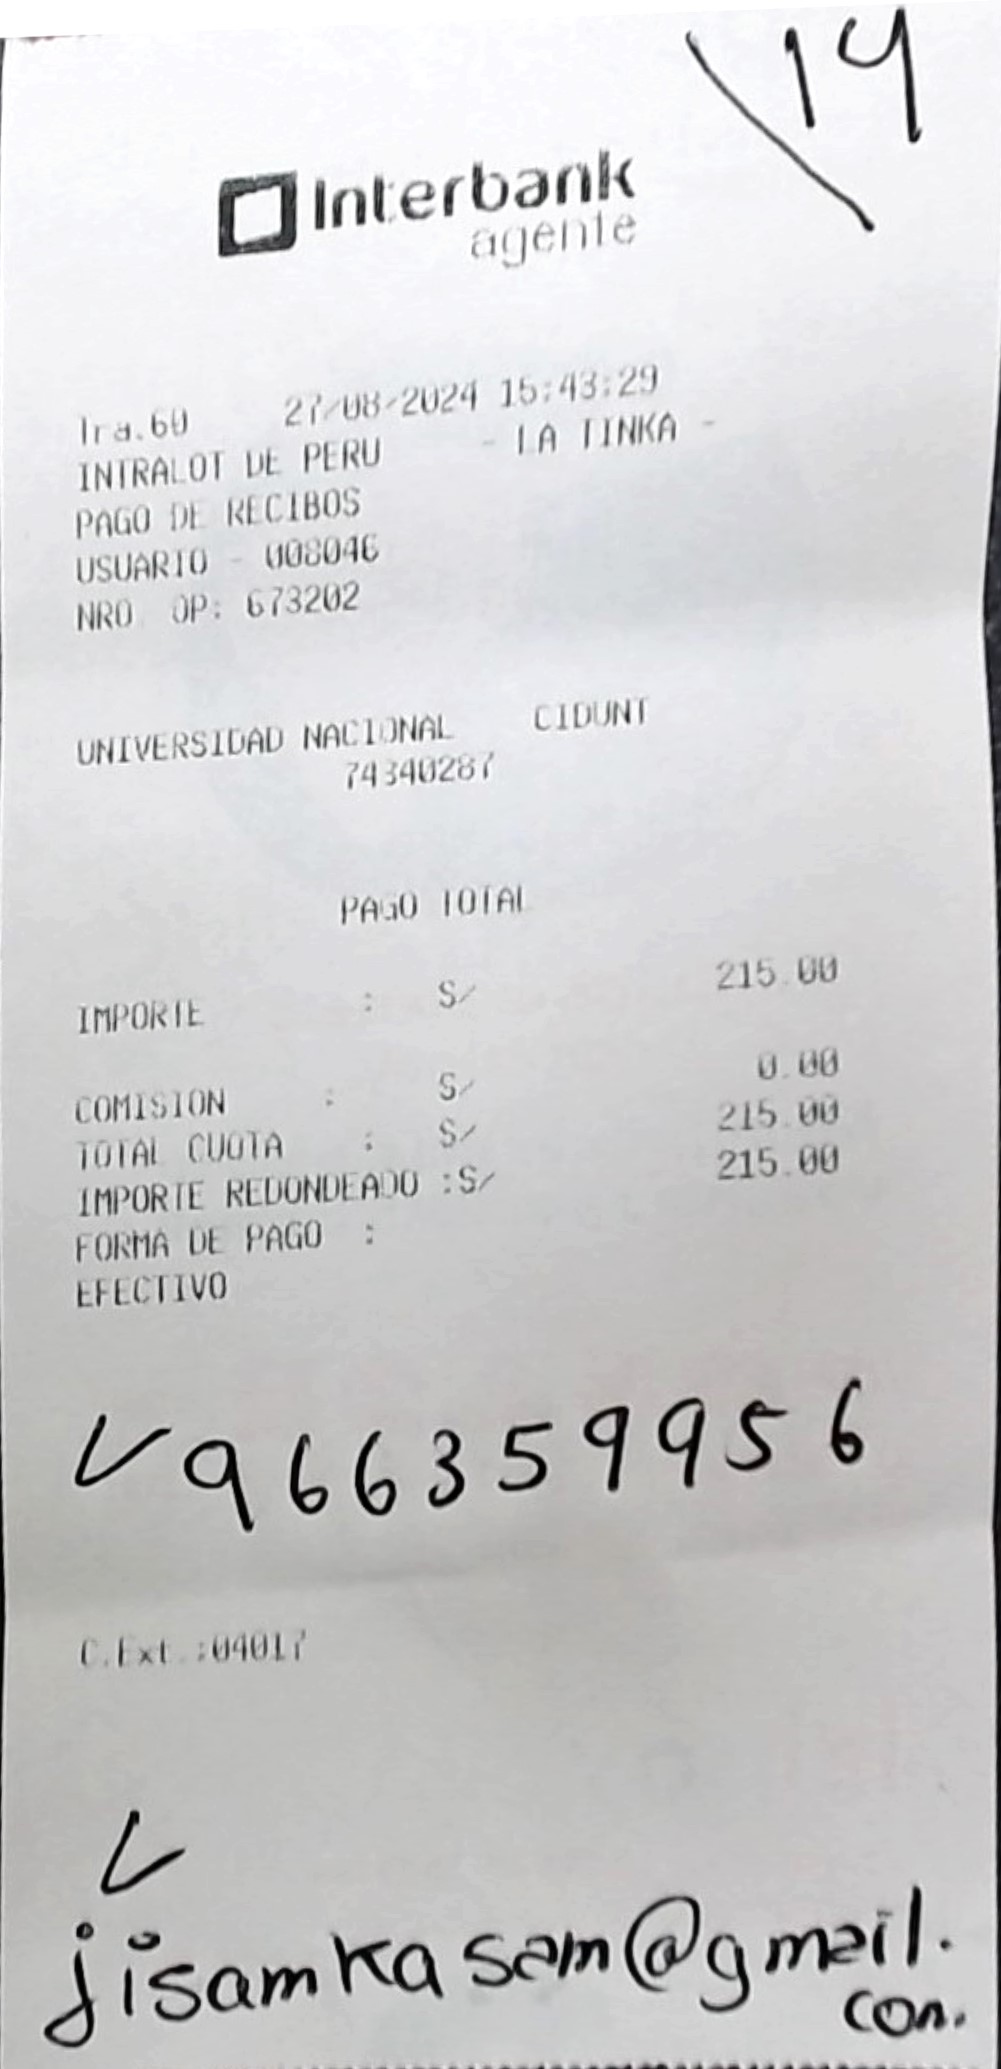 14
Interbank
agente
Tra.60 27/08/2024 15:43:29
INTRALOT DE PERU - LA TINKA -
PAGO DE RECIBOS
USUARIO - 008046
NRO OP: 673202
UNIVERSIDAD NACIONAL CIDUNT
74340287
PAGO TOTAL
IMPORTE : S/ 215.00
COMISION : S/ 0.00
TOTAL CUOTA : S/ 215.00
IMPORTE REDONDEADO :S/ 215.00
FORMA DE PAGO :
EFECTIVO
966359956
C.Ext.:04017
jisamkasam@gmail.
com.